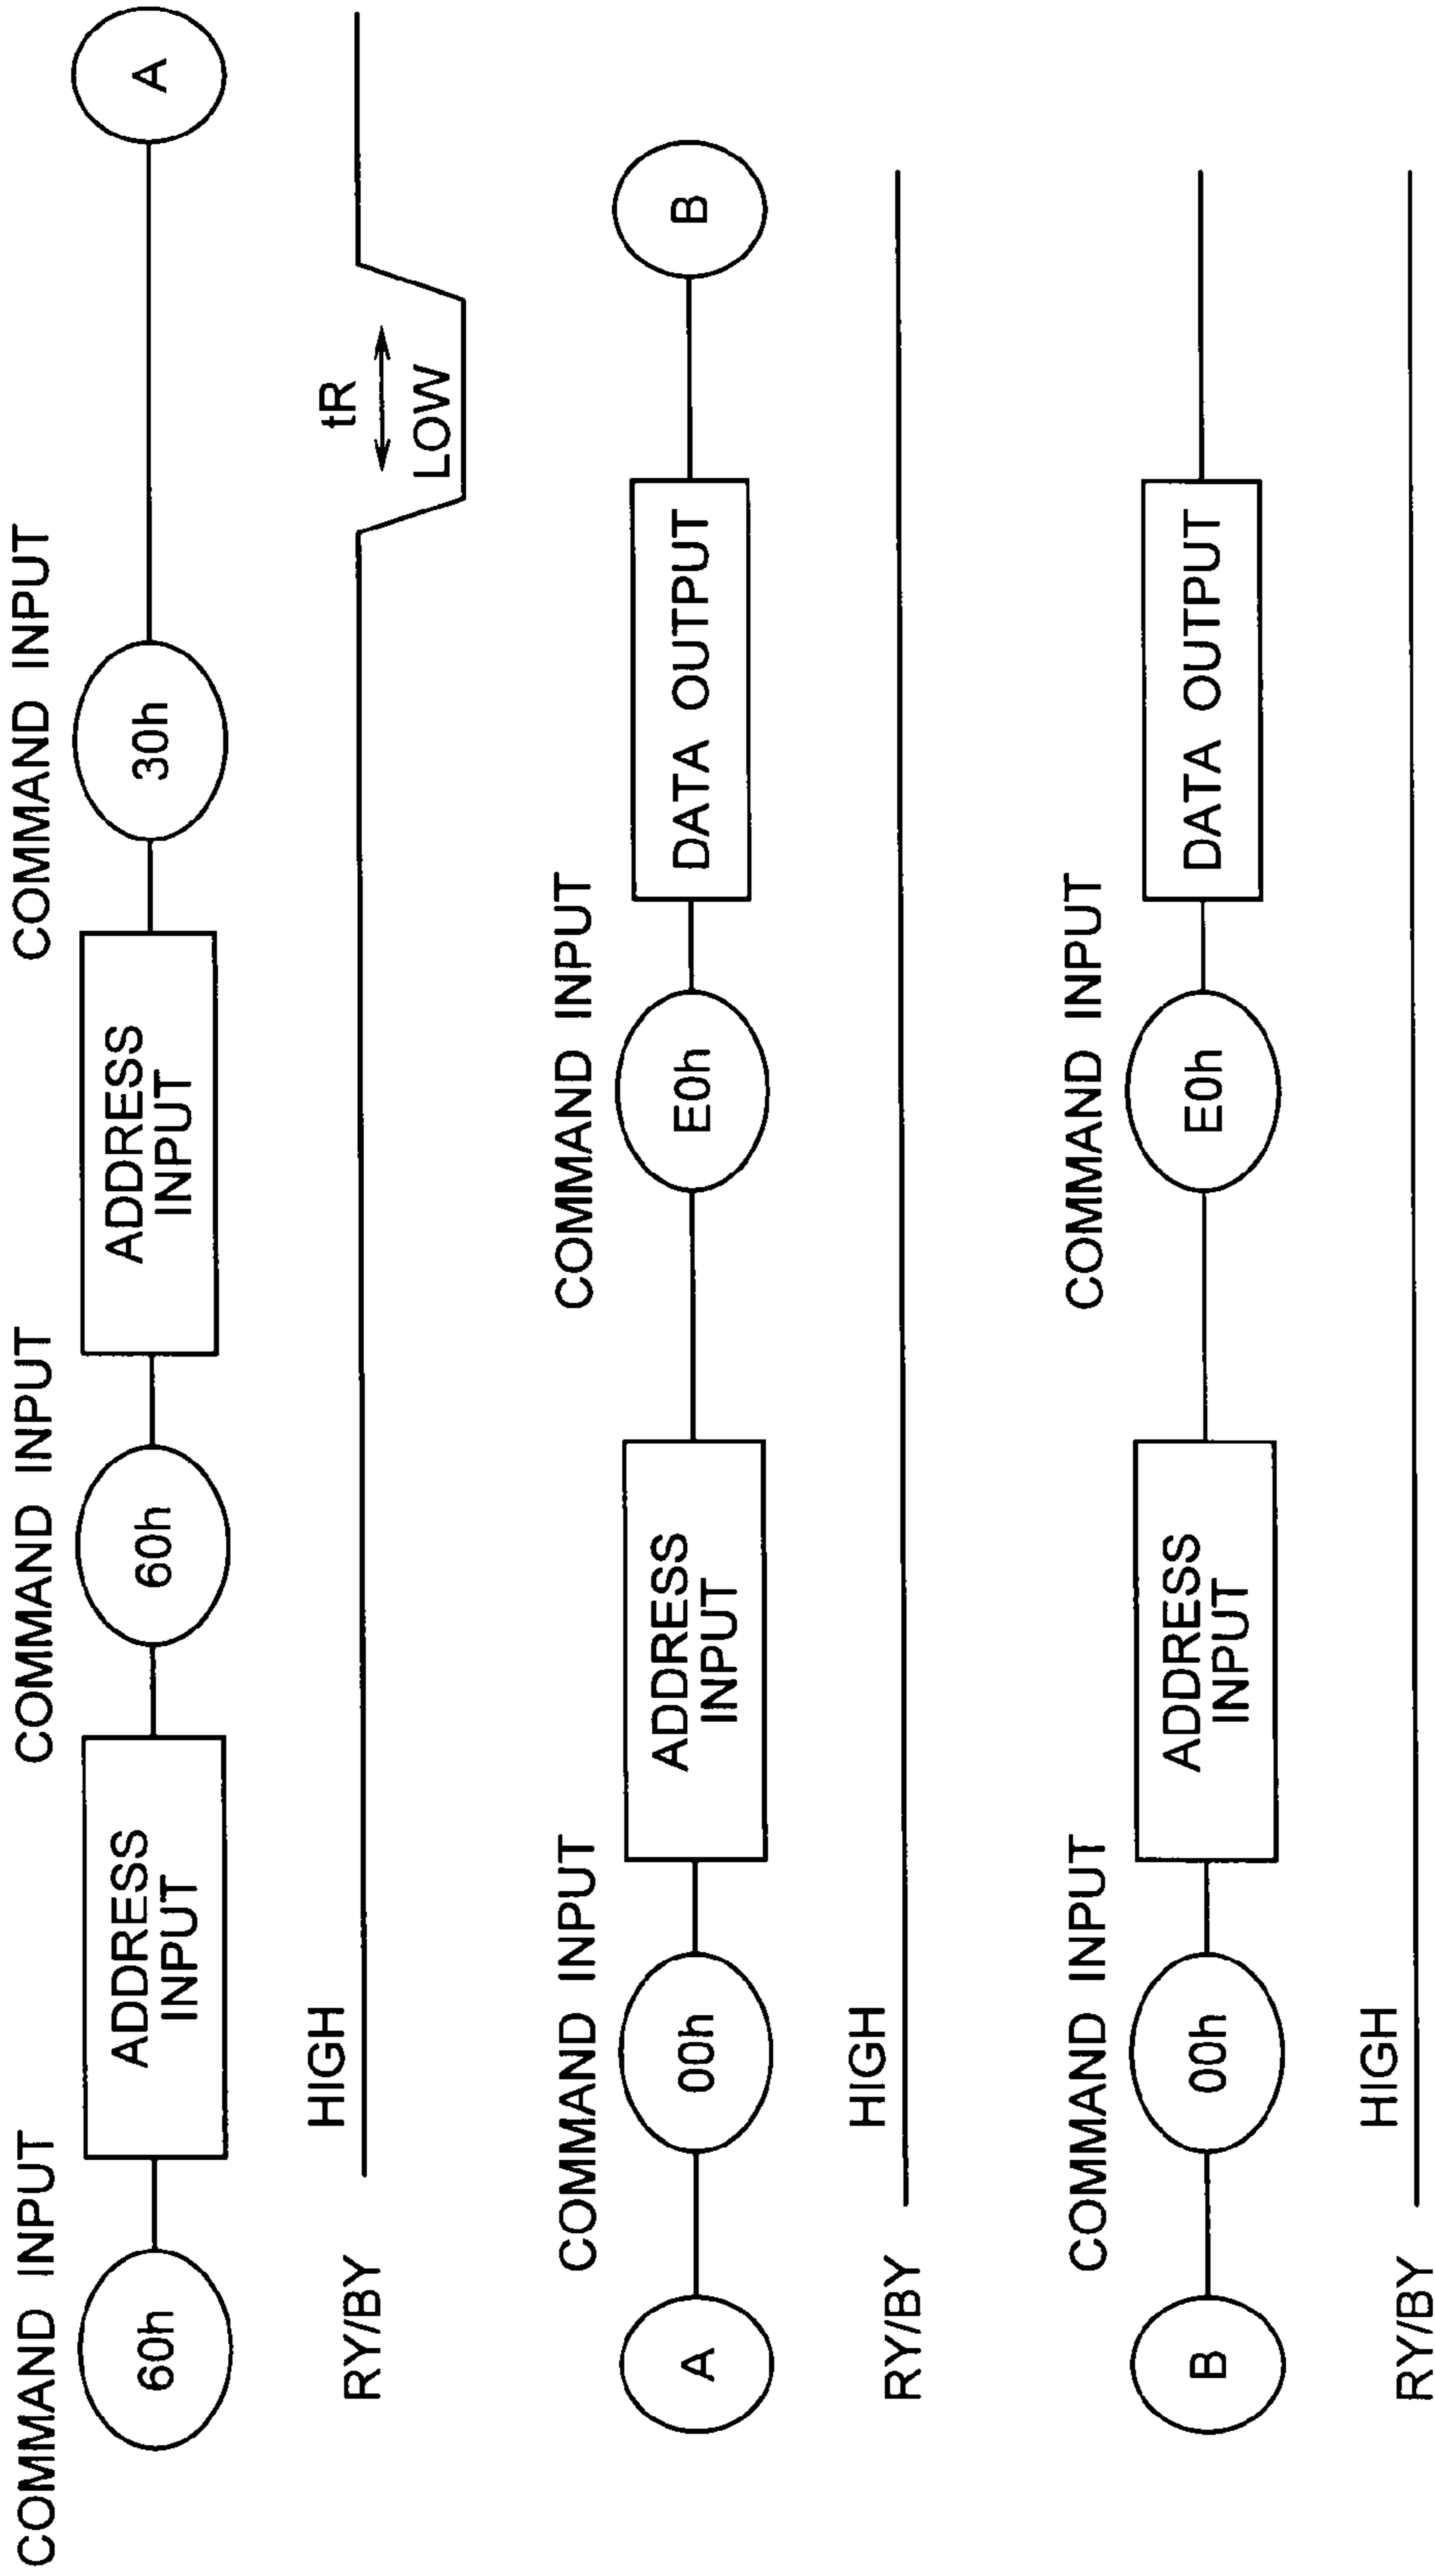 COMMAND INPUT
COMMAND INPUT
COMMAND INPUT
60h
ADDRESS
INPUT
60h
ADDRESS
INPUT
30h
A
HIGH
tR
LOW
RY/BY
COMMAND INPUT
COMMAND INPUT
A
00h
ADDRESS
INPUT
E0h
DATA OUTPUT
B
HIGH
RY/BY
COMMAND INPUT
COMMAND INPUT
B
00h
ADDRESS
INPUT
E0h
DATA OUTPUT
HIGH
RY/BY